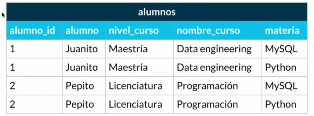 alumnos
alumno_id alumno nivel_curso nombre_curso materia
1 Juanito Maestría Data engineering MySQL
1 Juanito Maestría Data engineering Python
2 Pepito Licenciatura Programación MySQL
2 Pepito Licenciatura Programación Python